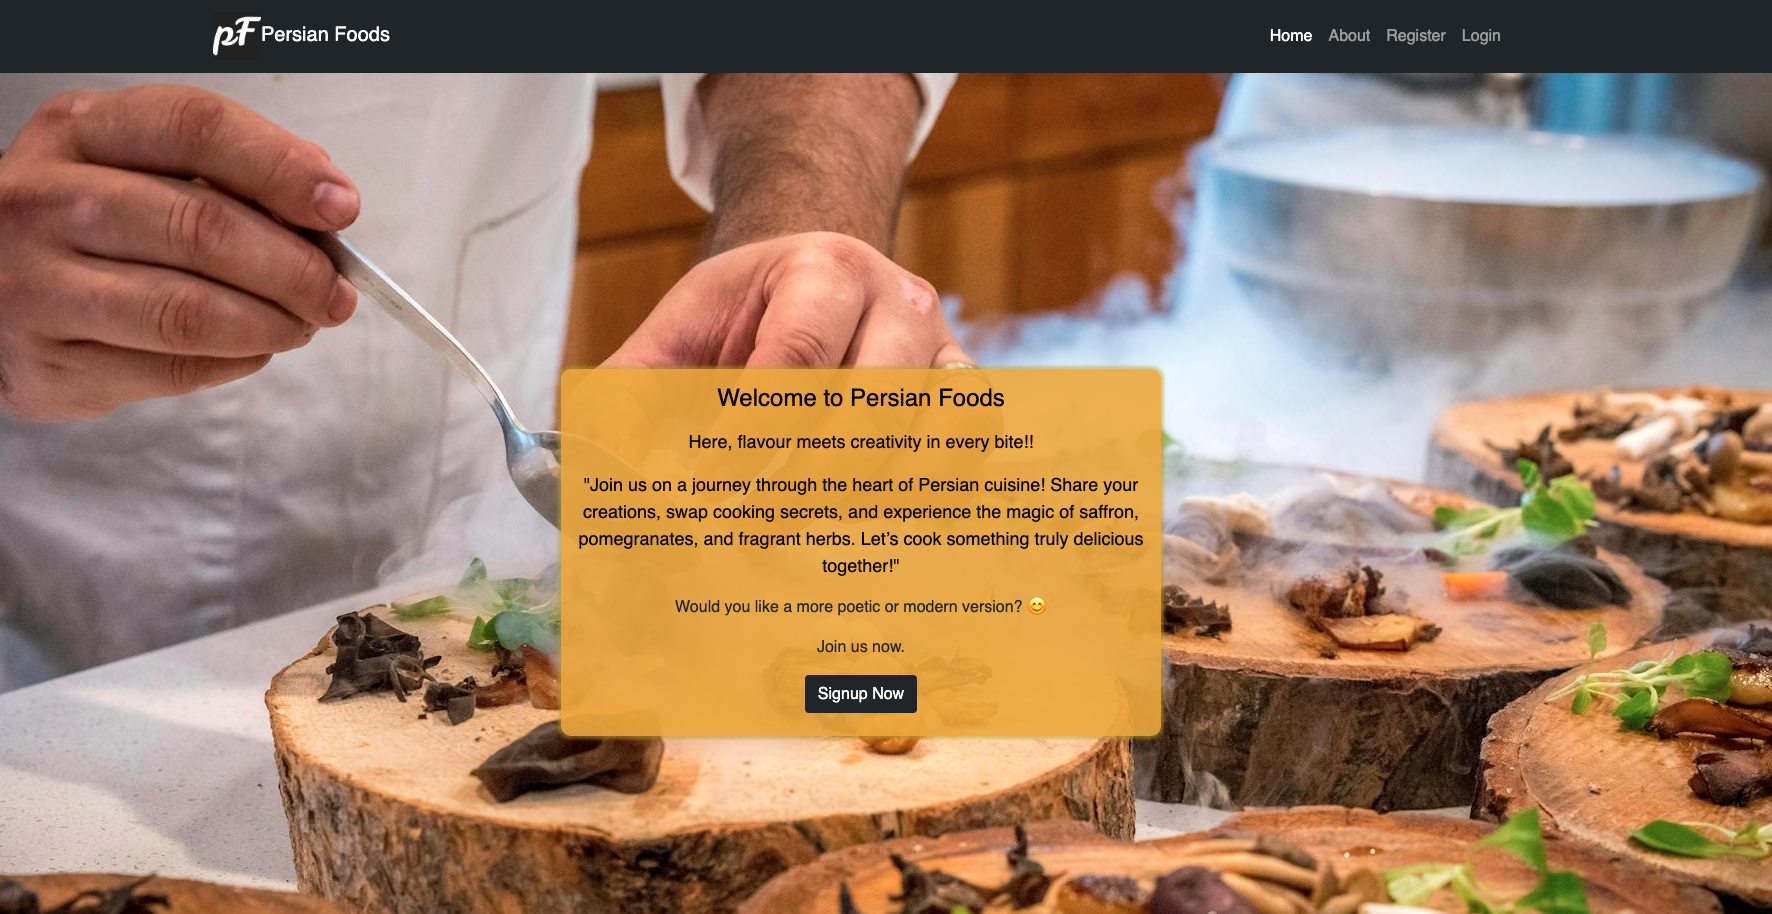 pF Persian Foods
Home About Register Login
Welcome to Persian Foods
Here, flavour meets creativity in every bite!!
"Join us on a journey through the heart of Persian cuisine! Share your
creations, swap cooking secrets, and experience the magic of saffron,
pomegranates, and fragrant herbs. Let’s cook something truly delicious
together!"
Would you like a more poetic or modern version? 😊
Join us now.
Signup Now